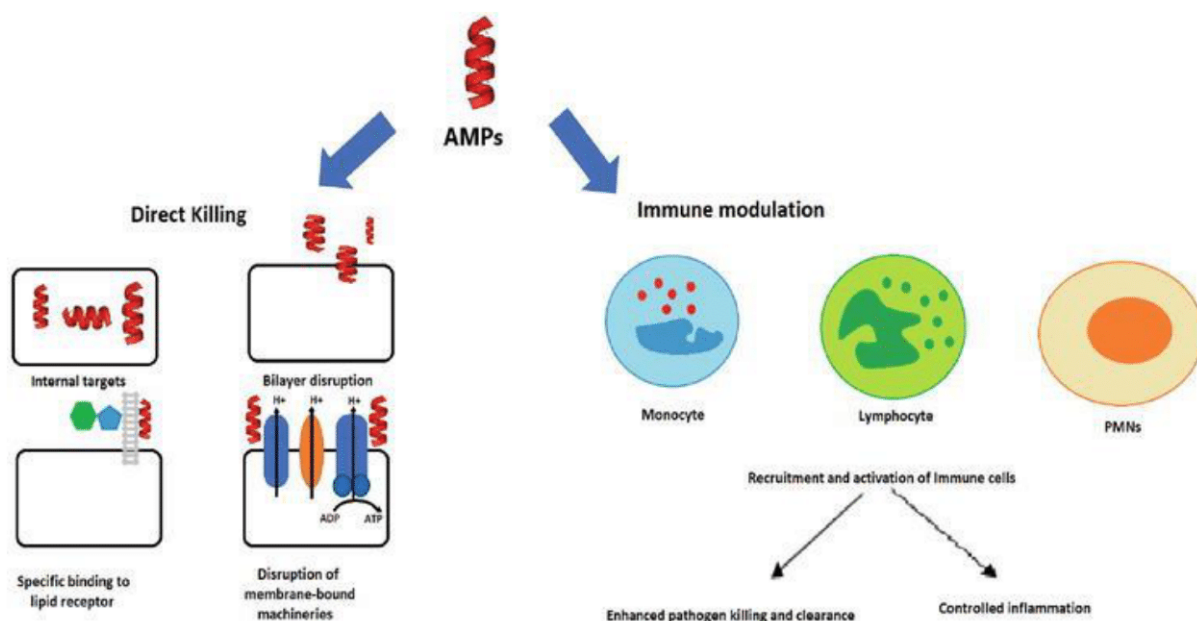 AMPs
Direct Killing
Immune modulation
Internal targets
Bilayer disruption
H+
H+
H+
ADP
ATP
Specific binding to
lipid receptor
Disruption of
membrane-bound
machineries
Monocyte
Lymphocyte
PMNs
Recruitment and activation of Immune cells
Enhanced pathogen killing and clearance
Controlled inflammation